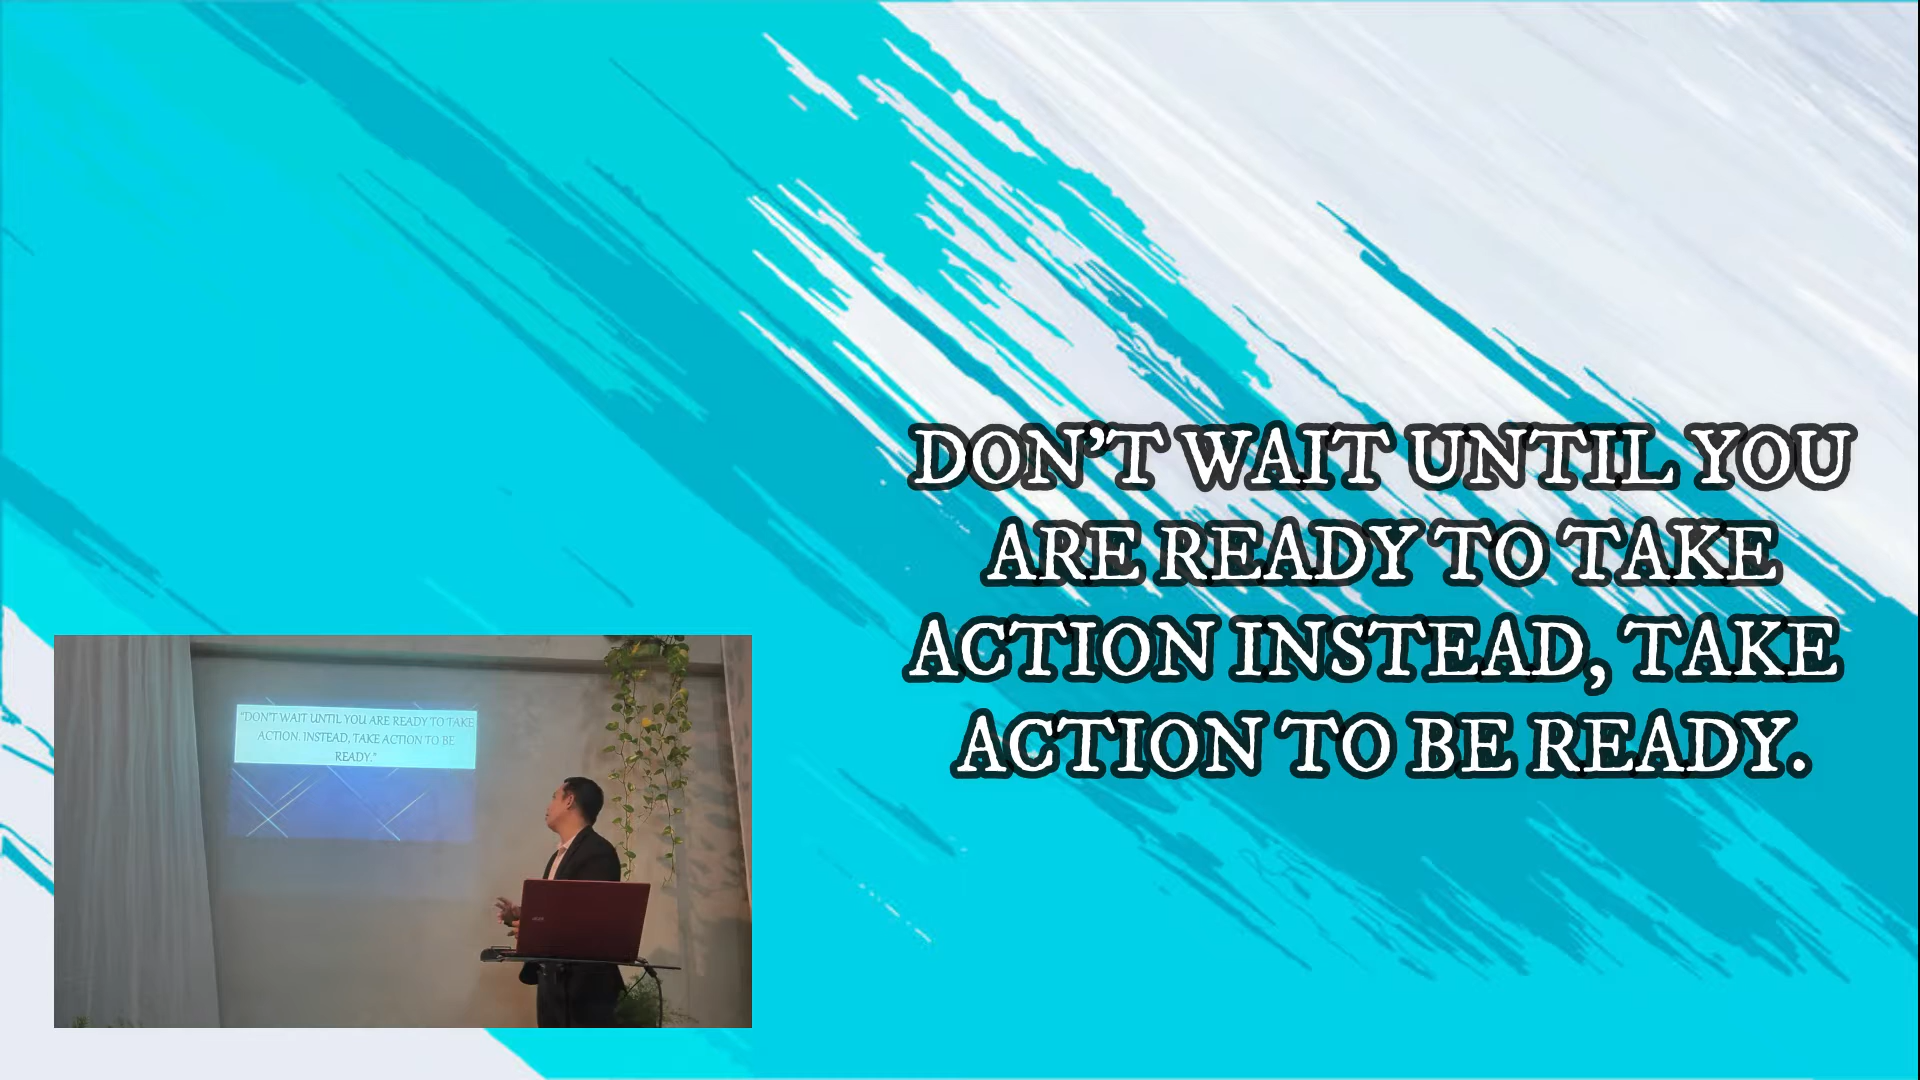 DON'T WAIT UNTIL YOU
ARE READY TO TAKE
ACTION INSTEAD, TAKE
ACTION TO BE READY.
"DON'T WAIT UNTIL YOU ARE READY TO TAKE
ACTION. INSTEAD, TAKE ACTION TO BE
READY."
acer